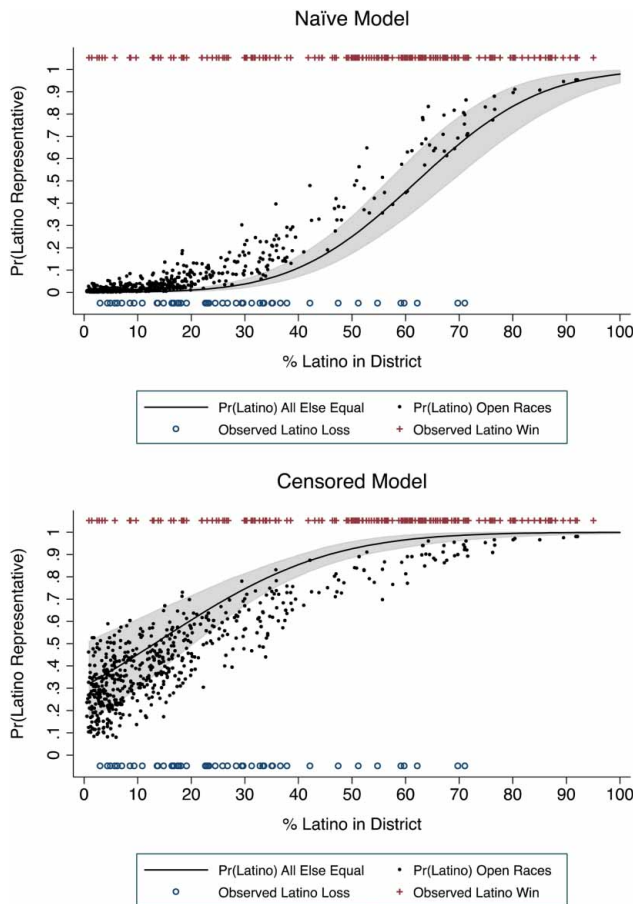 Naïve Model
Pr(Latino Representative)
1
.9
.8
.7
.6
.5
.4
.3
.2
.1
0
0 10 20 30 40 50 60 70 80 90 100
% Latino in District
Pr(Latino) All Else Equal Pr(Latino) Open Races
Observed Latino Loss Observed Latino Win
Censored Model
Pr(Latino Representative)
1
.9
.8
.7
.6
.5
.4
.3
.2
.1
0
0 10 20 30 40 50 60 70 80 90 100
% Latino in District
Pr(Latino) All Else Equal Pr(Latino) Open Races
Observed Latino Loss Observed Latino Win